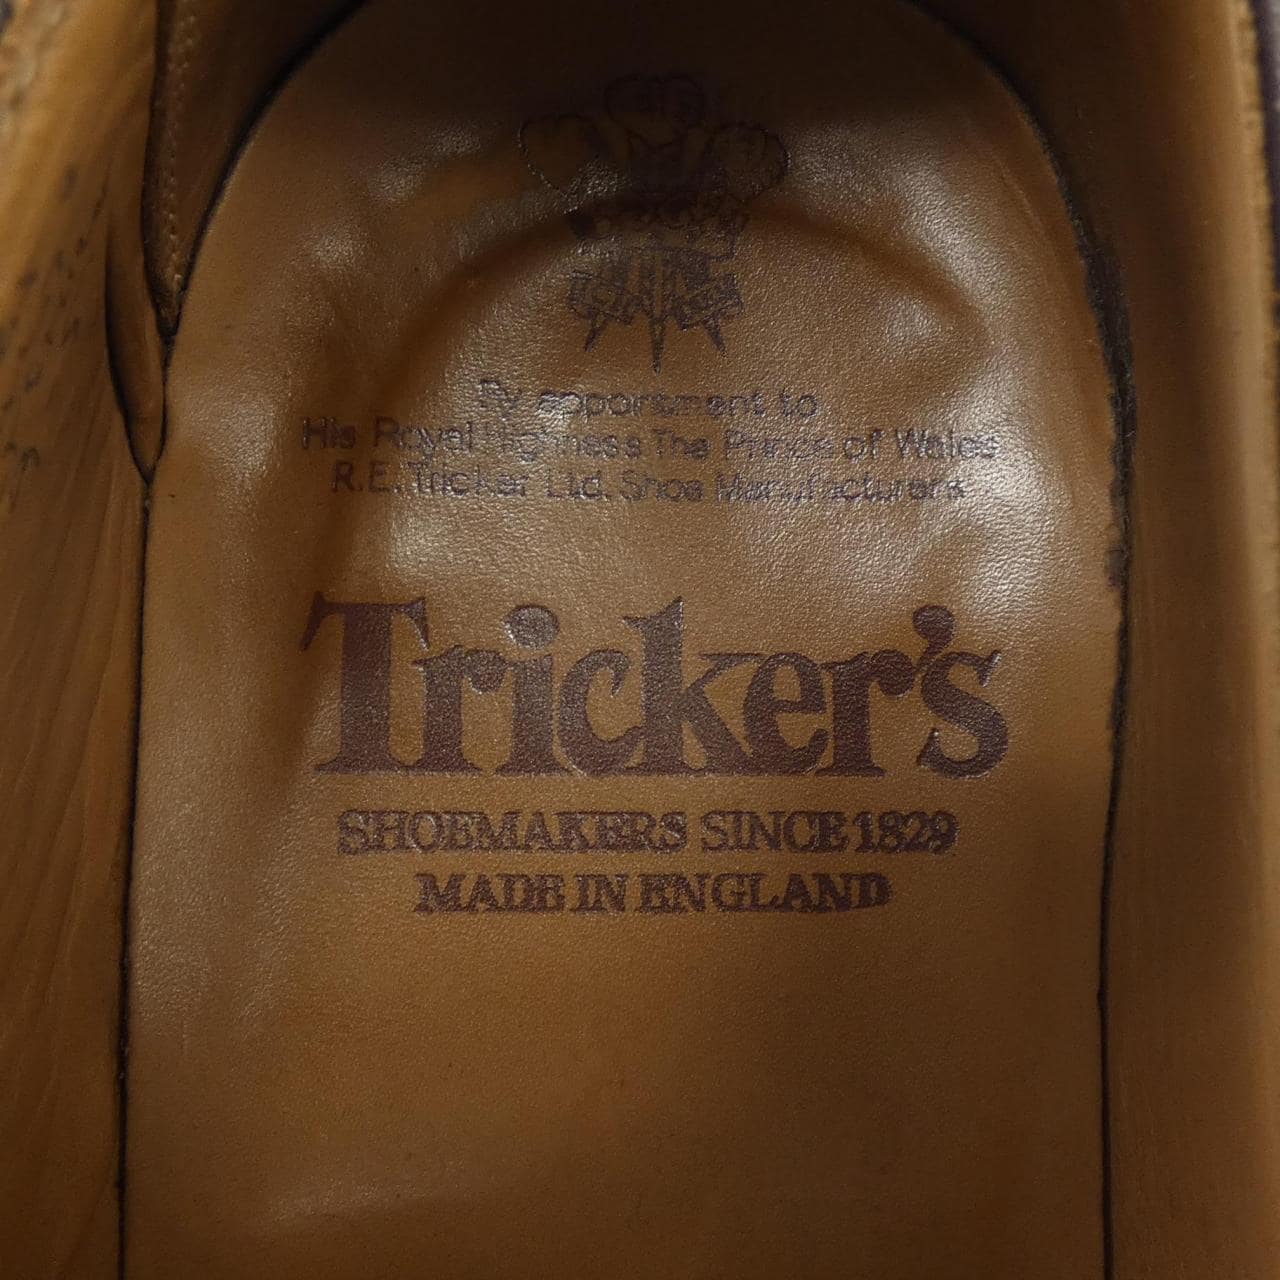 By appointment to
His Royal Highness The Prince of Wales
R.E. Tricker Ltd. Shoe Manufacturers
Tricker's
SHOEMAKERS SINCE 1829
MADE IN ENGLAND